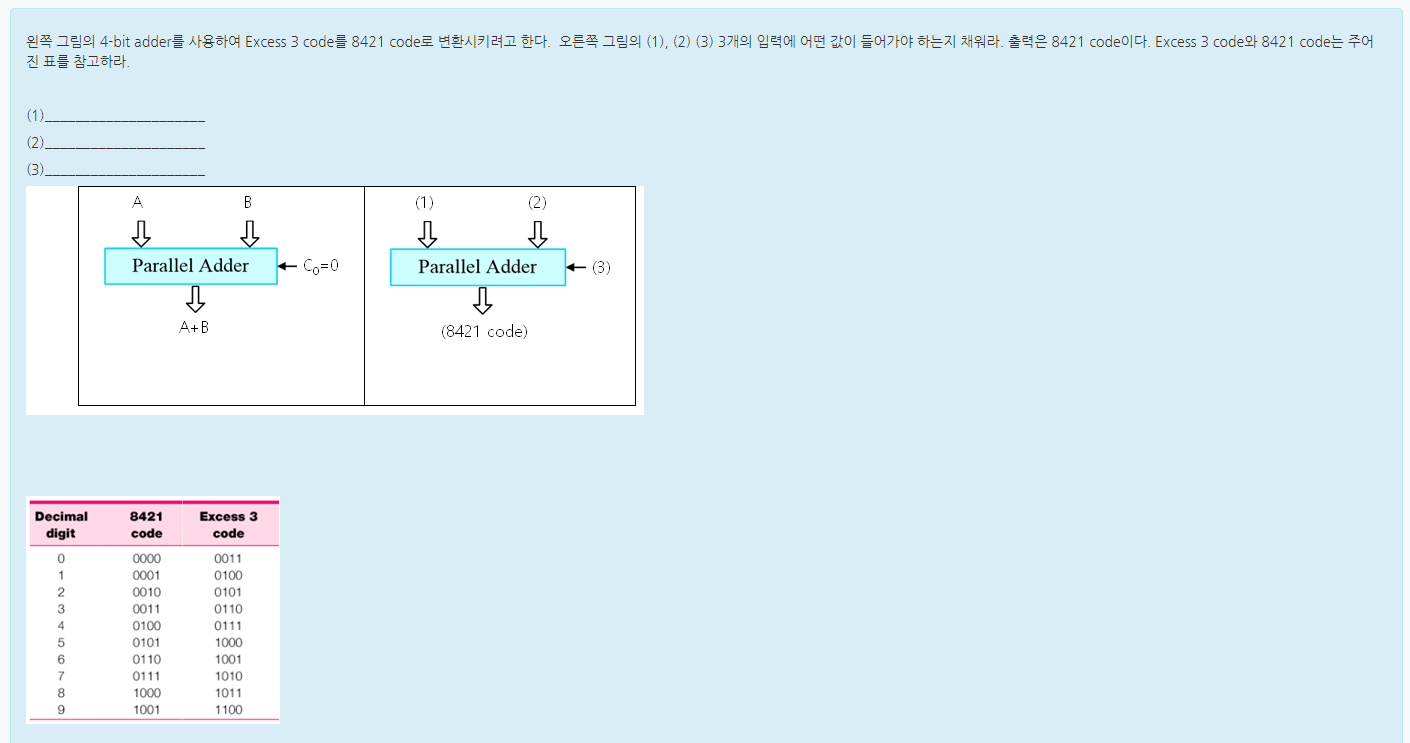 왼쪽 그림의 4-bit adder를 사용하여 Excess 3 code를 8421 code로 변환시키려고 한다. 오른쪽 그림의 (1), (2) (3) 3개의 입력에 어떤 값이 들어가야 하는지 채워라. 출력은 8421 code이다. Excess 3 code와 8421 code는 주어
진 표를 참고하라.
(1)____________________
(2)____________________
(3)____________________
A B (1) (2)
Parallel Adder C₀=0 Parallel Adder (3)
A+B (8421 code)
Decimal 8421 Excess 3
digit code code
0 0000 0011
1 0001 0100
2 0010 0101
3 0011 0110
4 0100 0111
5 0101 1000
6 0110 1001
7 0111 1010
8 1000 1011
9 1001 1100